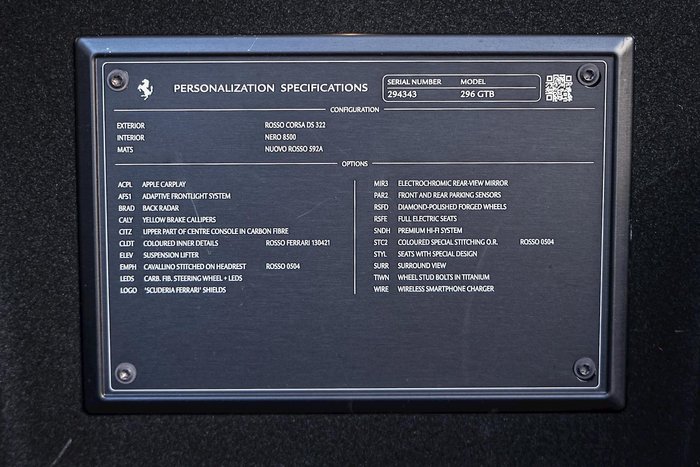 PERSONALIZATION SPECIFICATIONS
SERIAL NUMBER MODEL
294343 296 GTB
CONFIGURATION
EXTERIOR ROSSO CORSA DS 322
INTERIOR NERO 8500
MATS NUOVO ROSSO 592A
OPTIONS
ACPL APPLE CARPLAY
AFS1 ADAPTIVE FRONTLIGHT SYSTEM
BRAD BACK RADAR
CALY YELLOW BRAKE CALLIPERS
CITZ UPPER PART OF CENTRE CONSOLE IN CARBON FIBRE
CLDT COLOURED INNER DETAILS ROSSO FERRARI 130421
ELEV SUSPENSION LIFTER
EMPH CAVALLINO STITCHED ON HEADREST ROSSO 0504
LEDS CARB. FIB. STEERING WHEEL + LEDS
LOGO 'SCUDERIA FERRARI' SHIELDS
MIR3 ELECTROCHROMIC REAR-VIEW MIRROR
PAR2 FRONT AND REAR PARKING SENSORS
RSFD DIAMOND-POLISHED FORGED WHEELS
RSFE FULL ELECTRIC SEATS
SNDH PREMIUM HI-FI SYSTEM
STC2 COLOURED SPECIAL STITCHING O.R. ROSSO 0504
STYL SEATS WITH SPECIAL DESIGN
SURR SURROUND VIEW
TIWN WHEEL STUD BOLTS IN TITANIUM
WIRE WIRELESS SMARTPHONE CHARGER